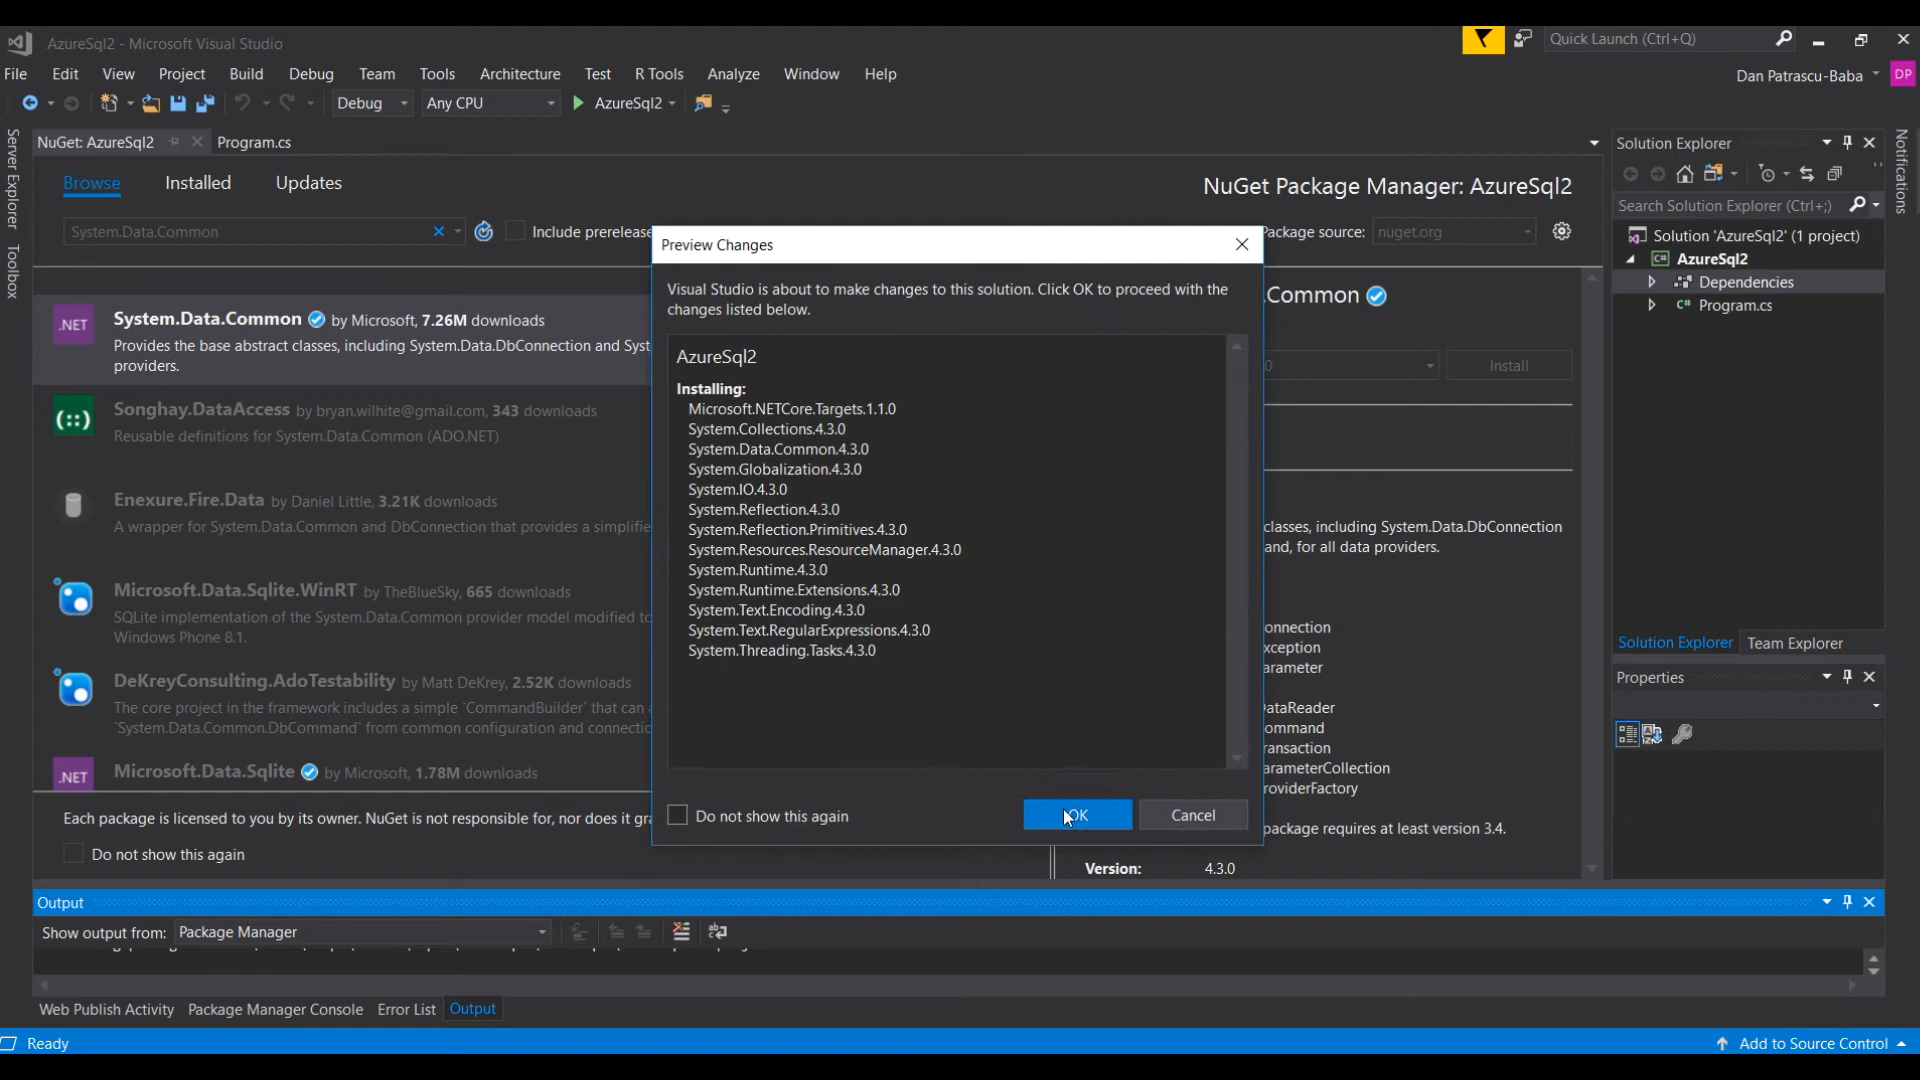 AzureSql2 - Microsoft Visual Studio
Quick Launch (Ctrl+Q)
File Edit View Project Build Debug Team Tools Architecture Test R Tools Analyze Window Help
Dan Patrascu-Baba DP
Debug Any CPU AzureSql2
Server Explorer
Toolbox
Notifications
NuGet: AzureSql2 Program.cs
Browse Installed Updates
NuGet Package Manager: AzureSql2
System.Data.Common
Include prerelease
Package source: nuget.org
.NET
System.Data.Common by Microsoft, 7.26M downloads
Provides the base abstract classes, including System.Data.DbConnection and Syst
providers.
(::)
Songhay.DataAccess by bryan.wilhite@gmail.com, 343 downloads
Reusable definitions for System.Data.Common (ADO.NET)
Enexure.Fire.Data by Daniel Little, 3.21K downloads
A wrapper for System.Data.Common and DbConnection that provides a simplifie
Microsoft.Data.Sqlite.WinRT by TheBlueSky, 665 downloads
SQLite implementation of the System.Data.Common provider model modified to
Windows Phone 8.1.
DeKreyConsulting.AdoTestability by Matt DeKrey, 2.52K downloads
The core project in the framework includes a simple `CommandBuilder` that can a
`System.Data.Common.DbCommand` from common configuration and connectio
.NET
Microsoft.Data.Sqlite by Microsoft, 1.78M downloads
Each package is licensed to you by its owner. NuGet is not responsible for, nor does it gra
Do not show this again
Preview Changes
Visual Studio is about to make changes to this solution. Click OK to proceed with the
changes listed below.
AzureSql2
Installing:
Microsoft.NETCore.Targets.1.1.0
System.Collections.4.3.0
System.Data.Common.4.3.0
System.Globalization.4.3.0
System.IO.4.3.0
System.Reflection.4.3.0
System.Reflection.Primitives.4.3.0
System.Resources.ResourceManager.4.3.0
System.Runtime.4.3.0
System.Runtime.Extensions.4.3.0
System.Text.Encoding.4.3.0
System.Text.RegularExpressions.4.3.0
System.Threading.Tasks.4.3.0
Do not show this again
OK Cancel
.Common
0 Install
classes, including System.Data.DbConnection
and, for all data providers.
onnection
xception
arameter
DataReader
ommand
ransaction
arameterCollection
roviderFactory
package requires at least version 3.4.
Version: 4.3.0
Solution Explorer
Search Solution Explorer (Ctrl+;)
Solution 'AzureSql2' (1 project)
C# AzureSql2
Dependencies
C# Program.cs
Solution Explorer Team Explorer
Properties
Output
Show output from: Package Manager
Web Publish Activity Package Manager Console Error List Output
Ready
Add to Source Control